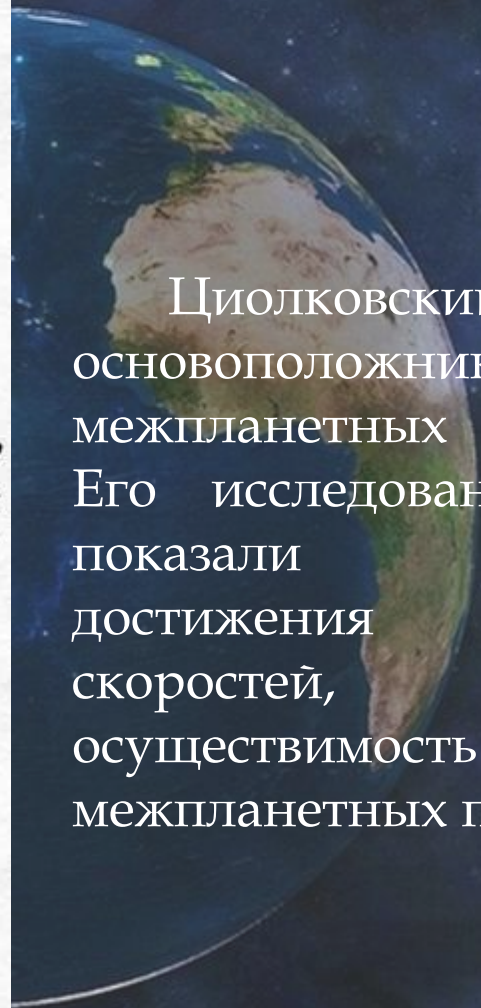 Циолковский
основоположник
межпланетных
Его исследован
показали
достижения
скоростей,
осуществимость
межпланетных п